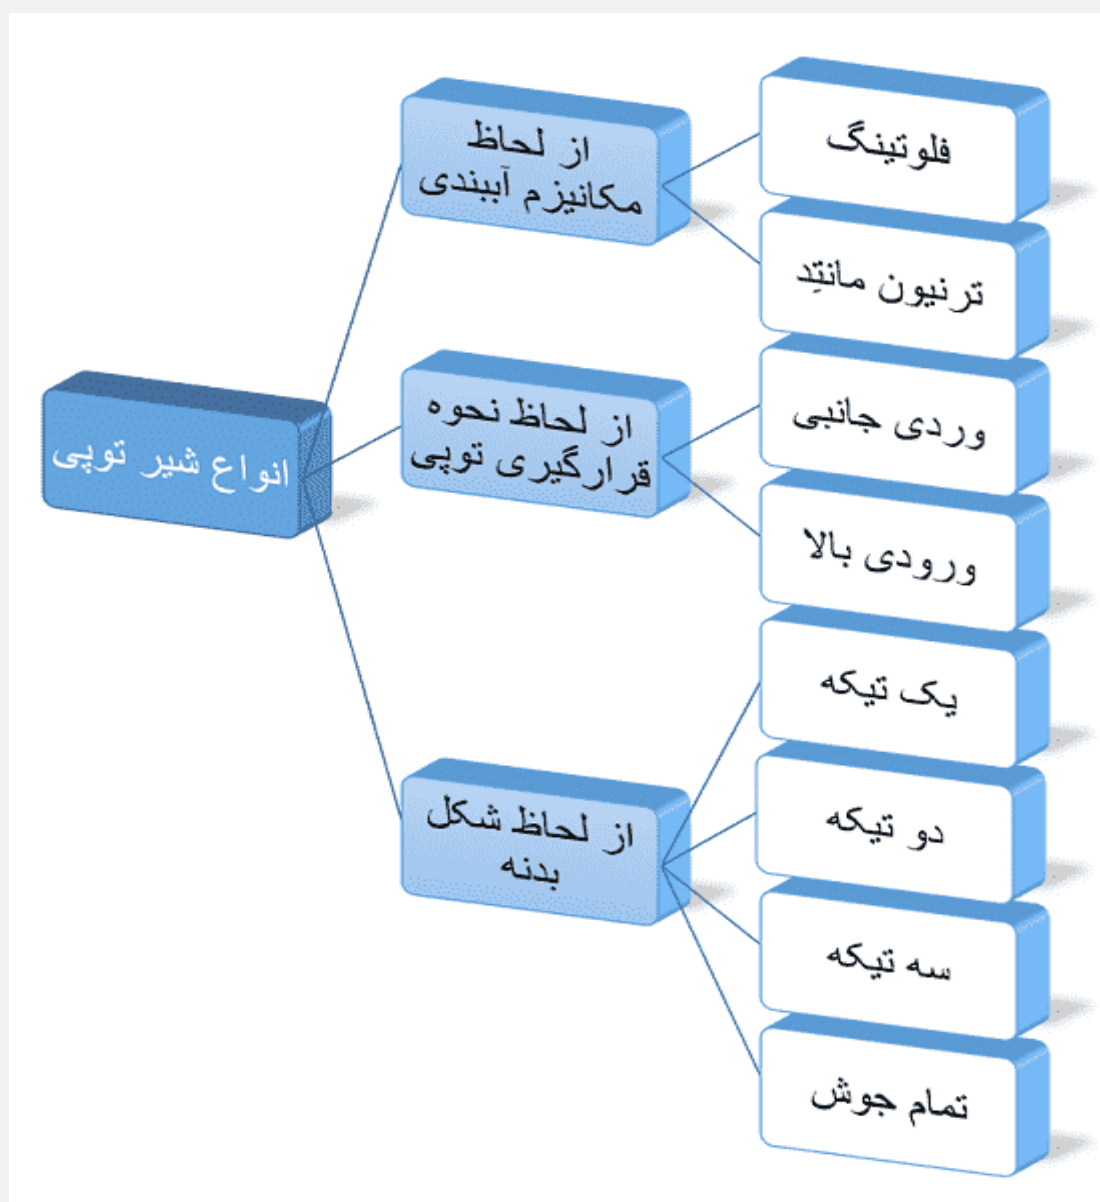 انواع شیر توپی
از لحاظ
مکانیزم آببندی
فلوتینگ
ترنیون مانتِد
از لحاظ نحوه
قرارگیری توپی
وردی جانبی
ورودی بالا
از لحاظ شکل
بدنه
یک تیکه
دو تیکه
سه تیکه
تمام جوش